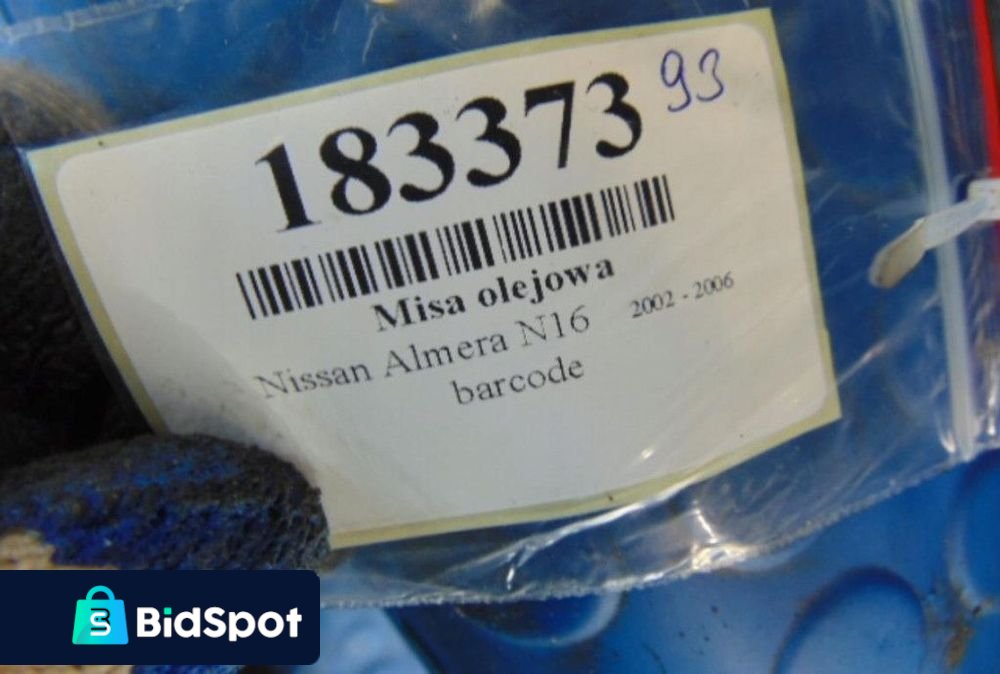 183373 93
Misa olejowa
Nissan Almera N16 2002 - 2006
barcode
BidSpot